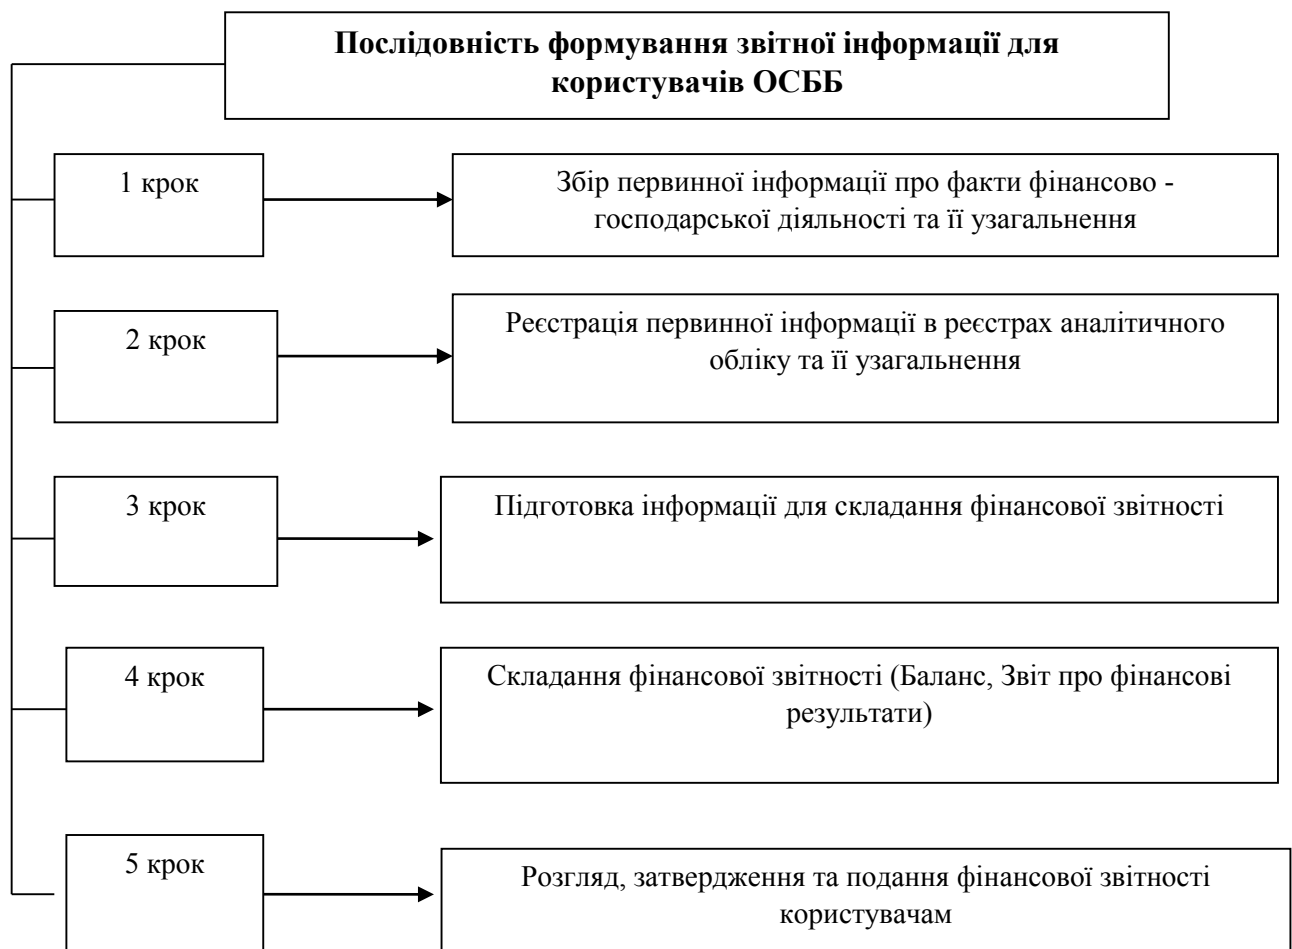 Послідовність формування звітної інформації для
користувачів ОСББ
1 крок
Збір первинної інформації про факти фінансово -
господарської діяльності та її узагальнення
2 крок
Реєстрація первинної інформації в реєстрах аналітичного
обліку та її узагальнення
3 крок
Підготовка інформації для складання фінансової звітності
4 крок
Складання фінансової звітності (Баланс, Звіт про фінансові
результати)
5 крок
Розгляд, затвердження та подання фінансової звітності
користувачам